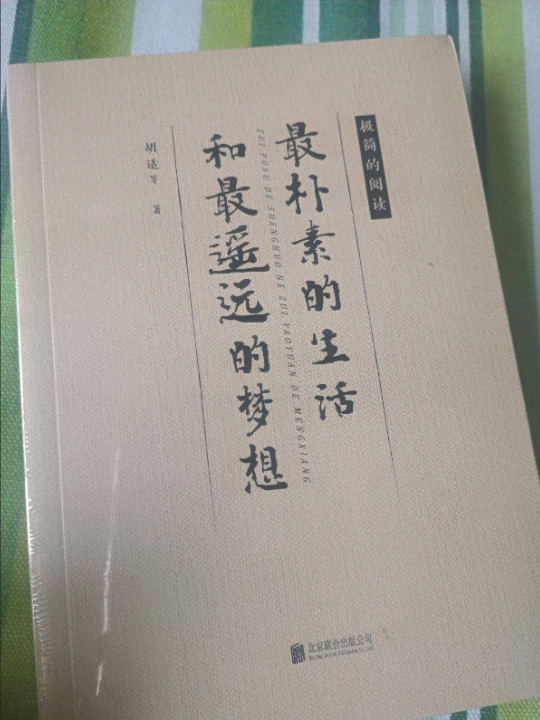 极简的阅读
最朴素的生活
和最遥远的梦想
ZUI POSU DE SHENGHUO HE ZUI YAOYUAN DE MENGXIANG
胡适等 著
北京联合出版公司